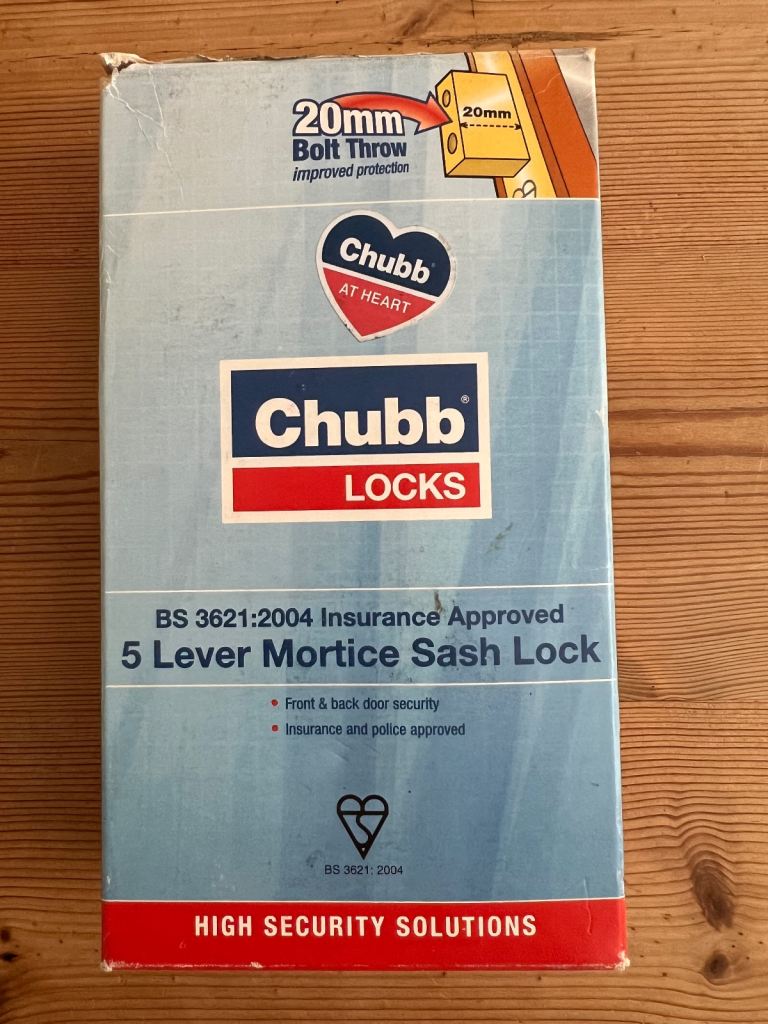 20mm
Bolt Throw
improved protection
20mm
Chubb
AT HEART
Chubb®
LOCKS
BS 3621:2004 Insurance Approved
5 Lever Mortice Sash Lock
• Front & back door security
• Insurance and police approved
BS 3621: 2004
HIGH SECURITY SOLUTIONS